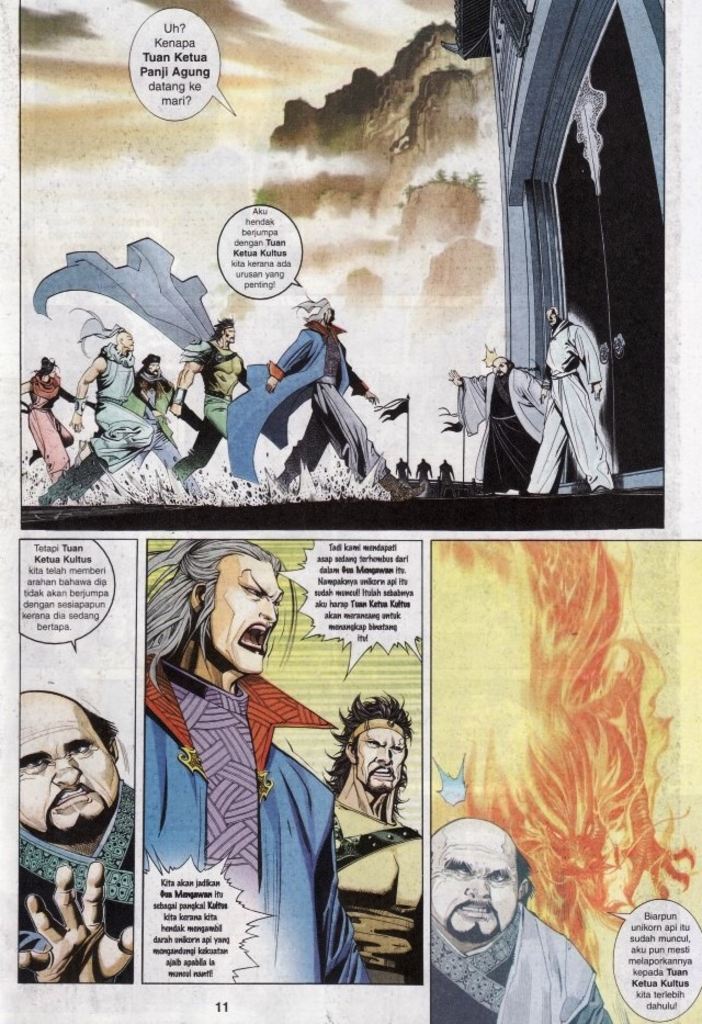 Uh?
Kenapa
Tuan Ketua
Panji Agung
datang ke
mari?
Aku
hendak
berjumpa
dengan Tuan
Ketua Kultus
kita kerana ada
urusan yang
penting!
Tetapi Tuan
Ketua Kultus
kita telah memberi
arahan bahawa dia
tidak akan berjumpa
dengan sesiapapun
kerana dia sedang
bertapa.
Tadi kami mendapati
asap sedang terhembus dari
dalam Gua Mengawan itu.
Nampaknya unikorn api itu
sudah muncul! Itulah sebabnya
aku harap Tuan Ketua Kultus
akan merancang untuk
menangkap binatang
itu!
Kita akan jadikan
Gua Mengawan itu
sebagai pangkal Kultus
kita kerana kita
hendak mengambil
darah unikorn api yang
mengandungi kuasa
ajaib apabila ia
muncul nanti!
Biarpun
unikorn api itu
sudah muncul,
aku pun mesti
melaporkannya
kepada Tuan
Ketua Kultus
kita terlebih
dahulu!
11